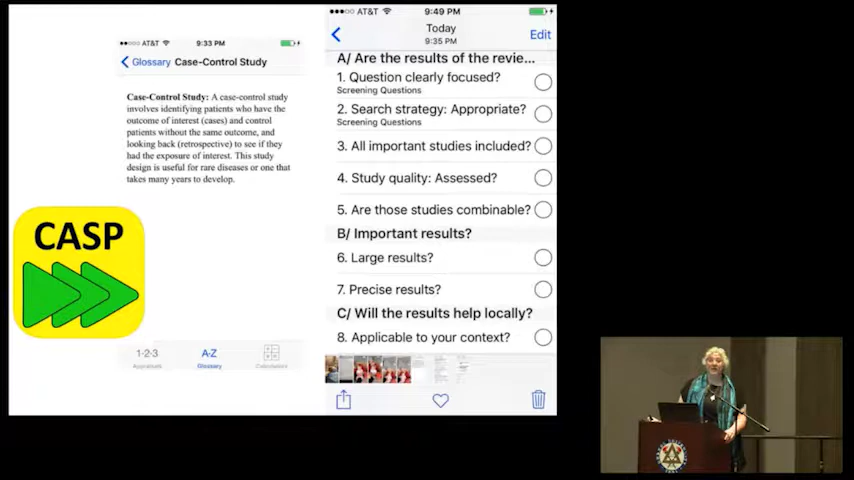 ●●○○○ AT&T 9:33 PM
Glossary Case-Control Study
Case-Control Study: A case-control study
involves identifying patients who have the
outcome of interest (cases) and control
patients without the same outcome, and
looking back (retrospective) to see if they
had the exposure of interest. This study
design is useful for rare diseases or one that
takes many years to develop.
CASP
1-2-3
Appraisals
A-Z
Glossary
Calculators
●●●○○ AT&T 9:49 PM
Today
9:35 PM
Edit
A/ Are the results of the revie...
1. Question clearly focused?
Screening Questions
2. Search strategy: Appropriate?
Screening Questions
3. All important studies included?
4. Study quality: Assessed?
5. Are those studies combinable?
B/ Important results?
6. Large results?
7. Precise results?
C/ Will the results help locally?
8. Applicable to your context?